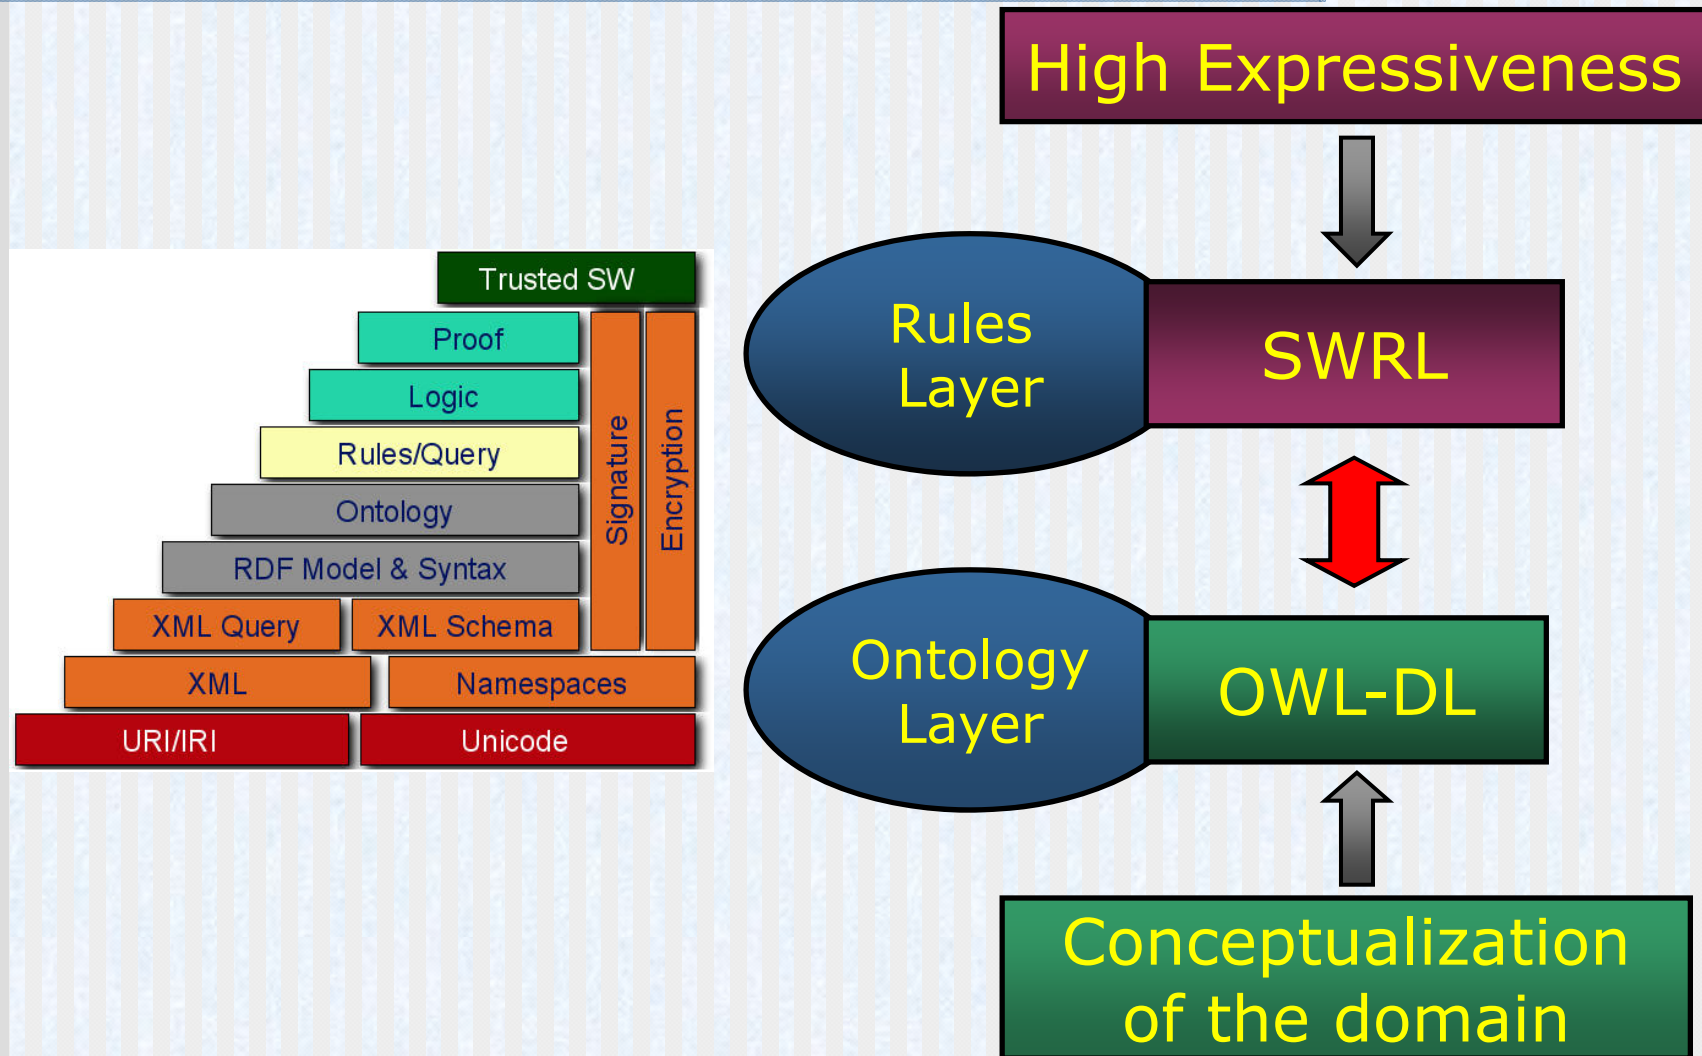 High Expressiveness
Trusted SW
Proof
Logic
Rules/Query
Ontology
RDF Model & Syntax
XML Query
XML Schema
XML
Namespaces
URI/IRI
Unicode
Signature
Encryption
Rules
Layer
SWRL
Ontology
Layer
OWL-DL
Conceptualization
of the domain